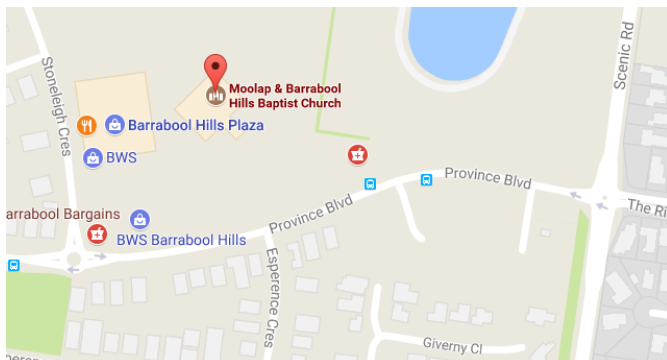 Scenic Rd
Stoneleigh Cres
Moolap & Barrabool
Hills Baptist Church
Barrabool Hills Plaza
BWS
Province Blvd
Province Blvd
The Ri
arrabool Bargains
BWS Barrabool Hills
Esperence Cres
Giverny Cl